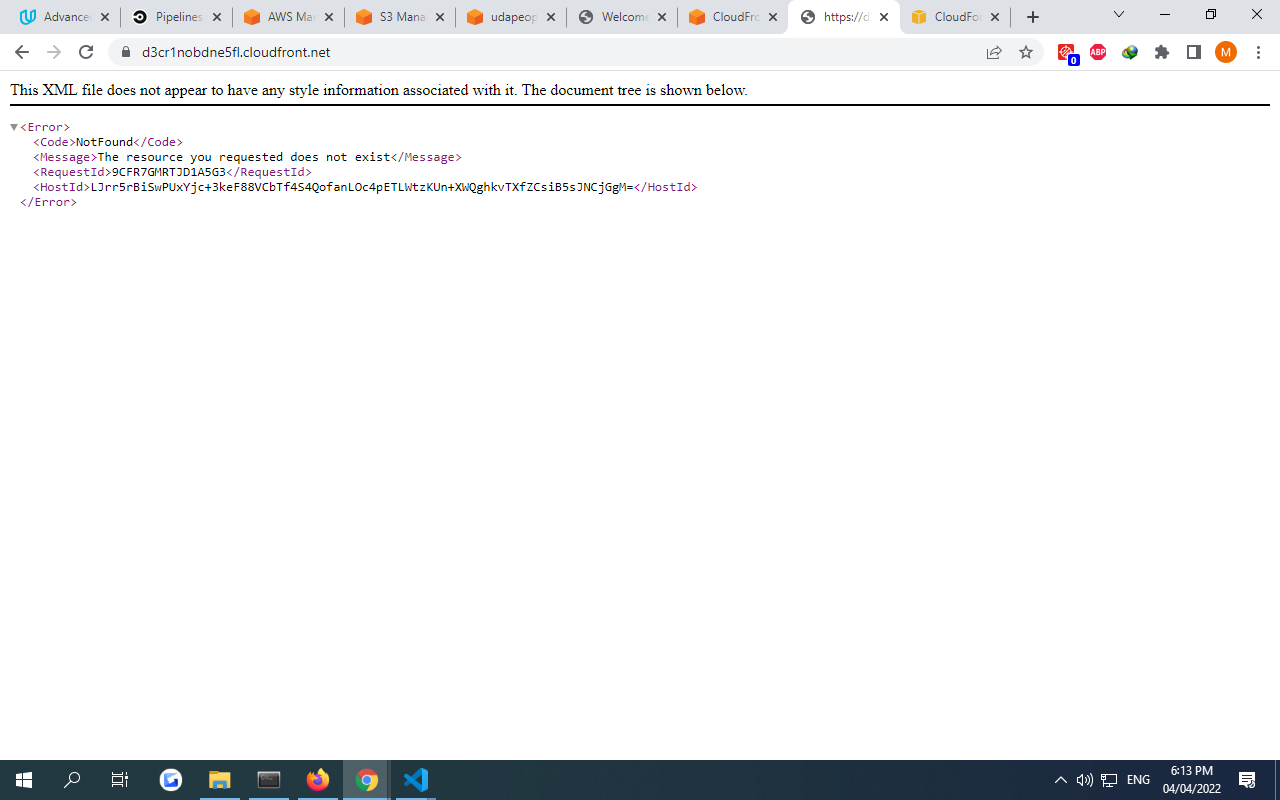 Advance
Pipelines
AWS Mar
S3 Mana
udapeop
Welcome
CloudFro
https://d
CloudFor
d3cr1nobdne5fl.cloudfront.net
0
ABP
M
This XML file does not appear to have any style information associated with it. The document tree is shown below.
<Error>
<Code>NotFound</Code>
<Message>The resource you requested does not exist</Message>
<RequestId>9CFR7GMRTJD1A5G3</RequestId>
<HostId>LJrr5rBiSwPUxYjc+3keF88VCbTf4S4QofanLOc4pETLWtzKUn+XWQghkvTXfZCsiB5sJNCjGgM=</HostId>
</Error>
ENG
6:13 PM
04/04/2022